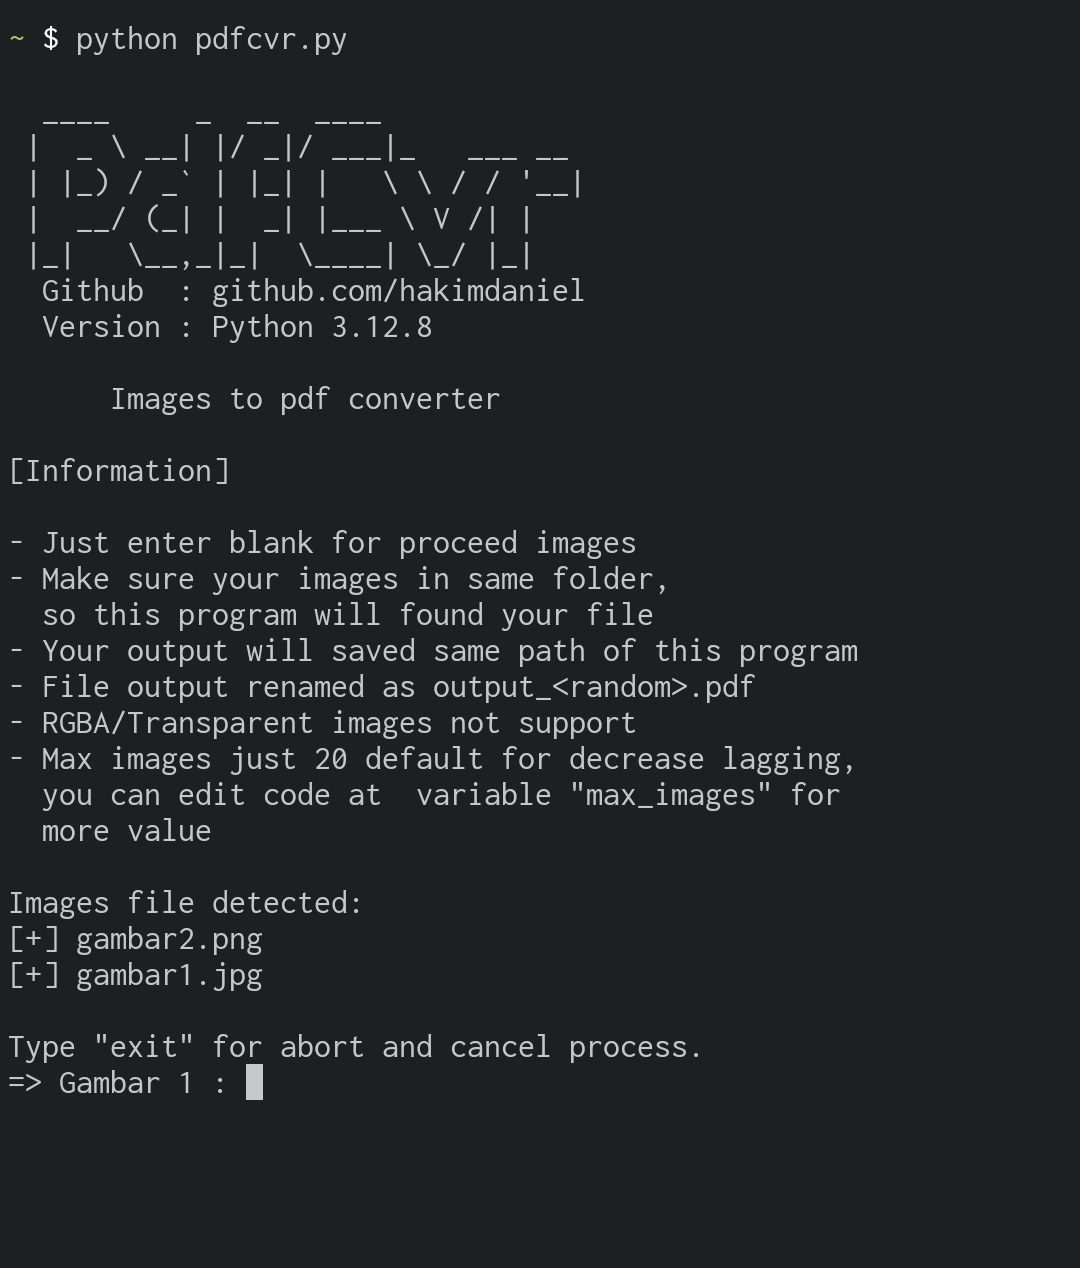 ~ $ python pdfcvr.py
  ____     _  __  ____
 |  _ \ __| |/ _|/ ___|_   ___ __
 | |_) / _` | |_| |   \ \ / / '__|
 |  __/ (_| |  _| |___ \ V /| |
 |_|   \__,_|_|  \____| \_/ |_|
  Github  : github.com/hakimdaniel
  Version : Python 3.12.8
      Images to pdf converter
[Information]
- Just enter blank for proceed images
- Make sure your images in same folder,
  so this program will found your file
- Your output will saved same path of this program
- File output renamed as output_<random>.pdf
- RGBA/Transparent images not support
- Max images just 20 default for decrease lagging,
  you can edit code at  variable "max_images" for
  more value
Images file detected:
[+] gambar2.png
[+] gambar1.jpg
Type "exit" for abort and cancel process.
=> Gambar 1 :